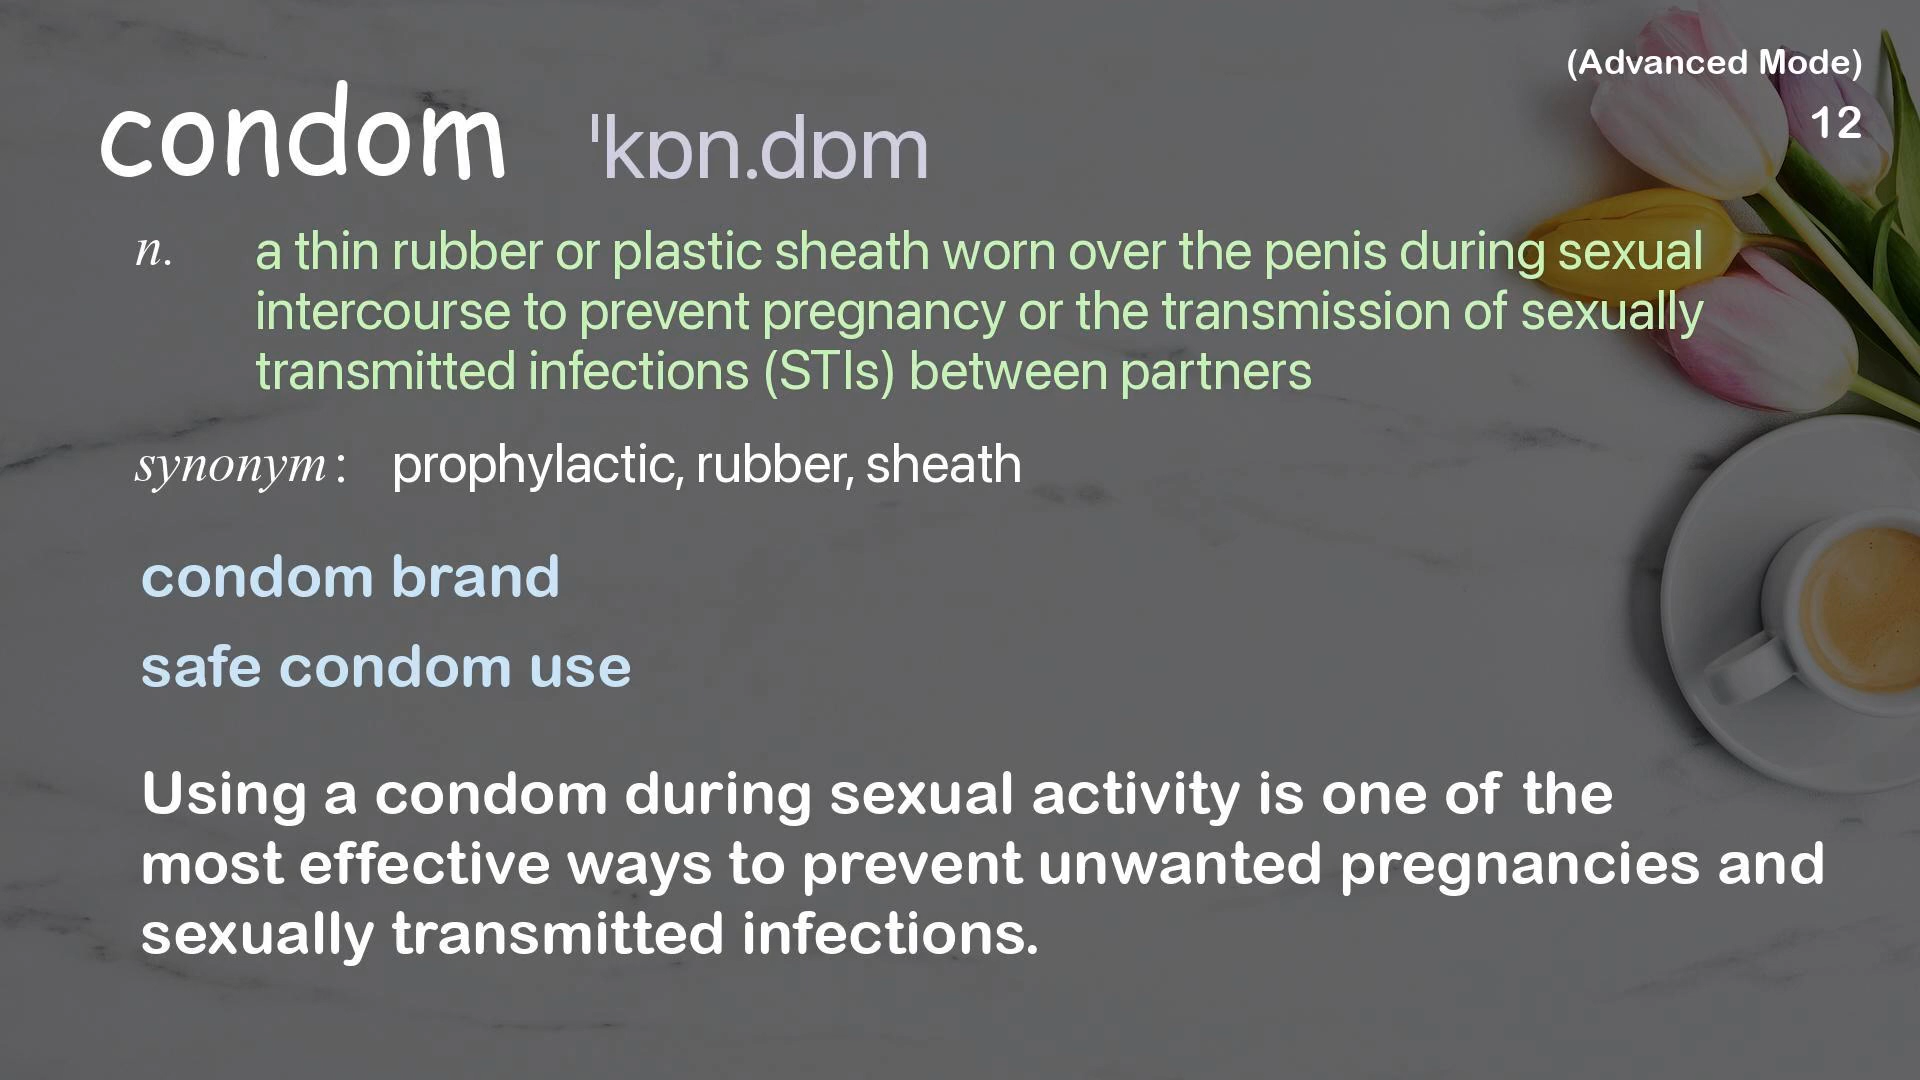 (Advanced Mode)
12
condom ˈkɒn.dɒm
n. a thin rubber or plastic sheath worn over the penis during sexual
intercourse to prevent pregnancy or the transmission of sexually
transmitted infections (STIs) between partners
synonym: prophylactic, rubber, sheath
condom brand
safe condom use
Using a condom during sexual activity is one of the
most effective ways to prevent unwanted pregnancies and
sexually transmitted infections.